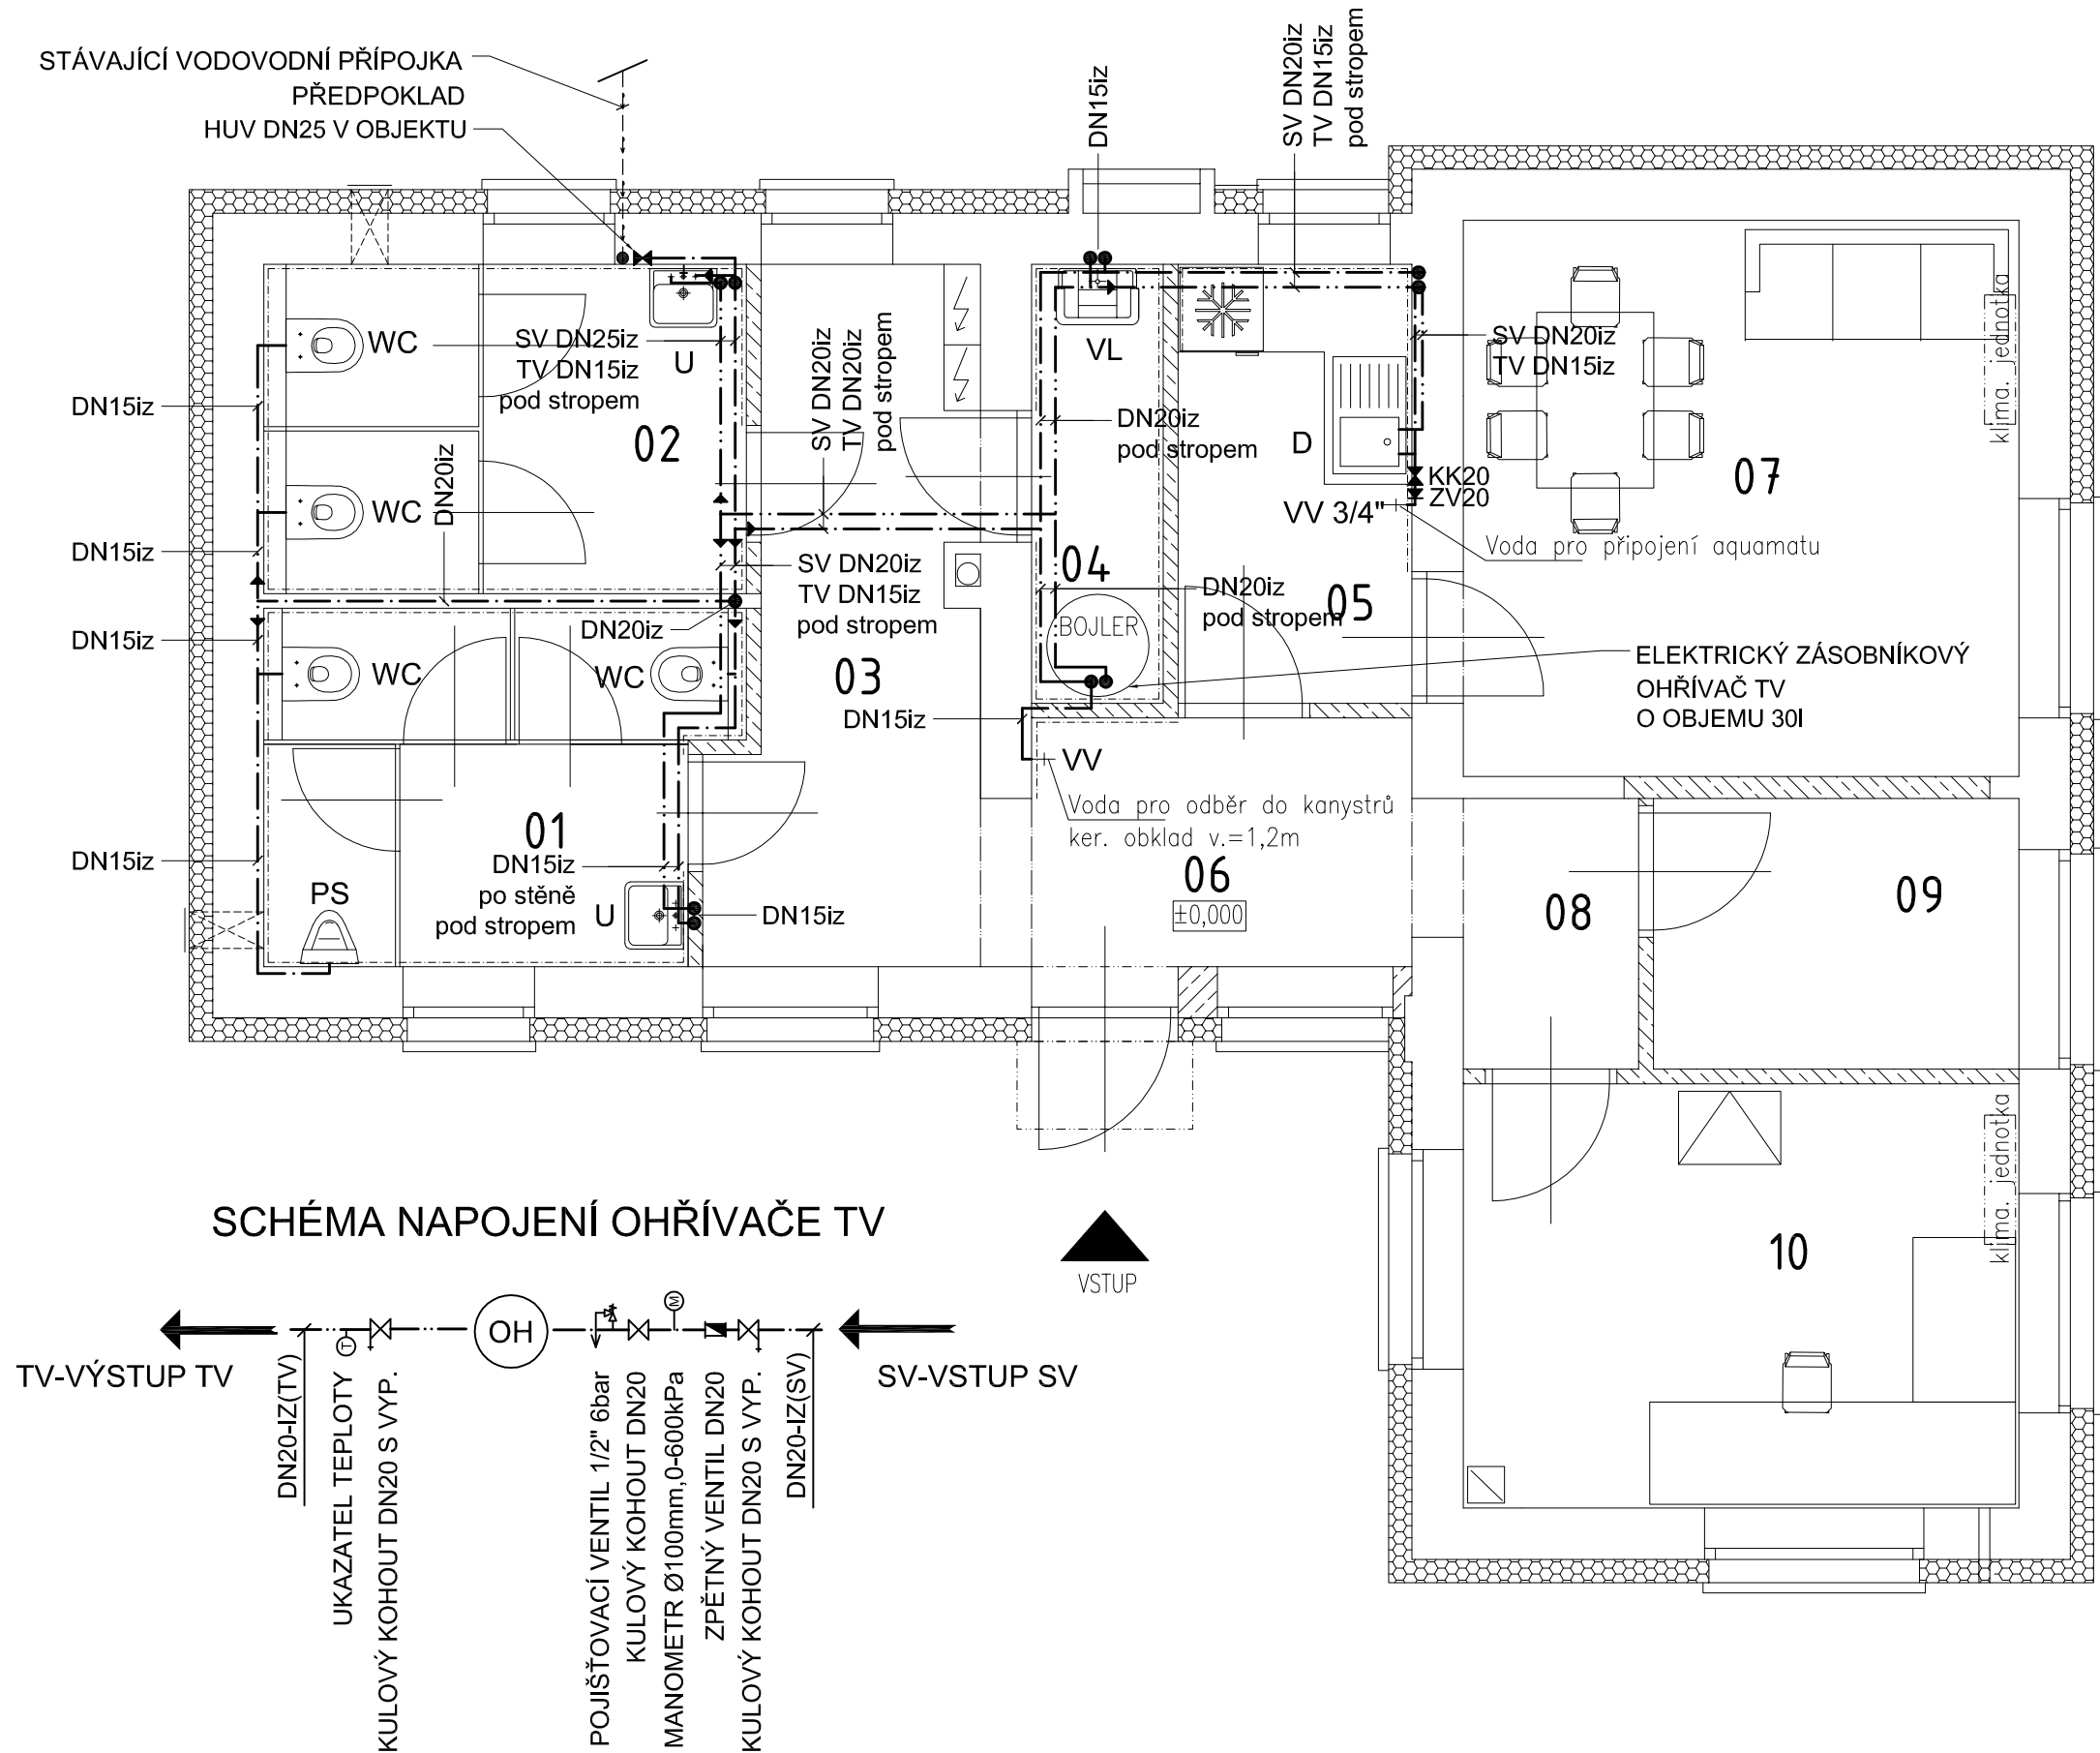 STÁVAJÍCÍ VODOVODNÍ PŘÍPOJKA
PŘEDPOKLAD
HUV DN25 V OBJEKTU
DN15iz
SV DN20iz
TV DN15iz
pod stropem
WC
SV DN25iz
TV DN15iz
pod stropem
U
02
DN15iz
WC
DN20iz
DN15iz
SV DN20iz
TV DN20iz
pod stropem
VL
DN20iz
pod stropem
D
SV DN20iz
TV DN15iz
KK20
ZV20
VV 3/4"
Voda pro připojení aquamatu
07
klima. jednotka
04
SV DN20iz
TV DN15iz
pod stropem
DN20iz
pod stropem
05
BOJLER
DN15iz
DN20iz
WC
WC
03
DN15iz
ELEKTRICKÝ ZÁSOBNÍKOVÝ
OHŘÍVAČ TV
O OBJEMU 30l
VV
Voda pro odběr do kanystrů
ker. obklad v.=1,2m
01
DN15iz
DN15iz
po stěně
pod stropem
PS
U
DN15iz
06
±0,000
08
09
klima. jednotka
10
VSTUP
SCHÉMA NAPOJENÍ OHŘÍVAČE TV
TV-VÝSTUP TV
DN20-IZ(TV)
T
UKAZATEL TEPLOTY
KULOVÝ KOHOUT DN20 S VYP.
OH
POJIŠŤOVACÍ VENTIL 1/2" 6bar
KULOVÝ KOHOUT DN20
M
MANOMETR Ø100mm,0-600kPa
ZPĚTNÝ VENTIL DN20
KULOVÝ KOHOUT DN20 S VYP.
DN20-IZ(SV)
SV-VSTUP SV